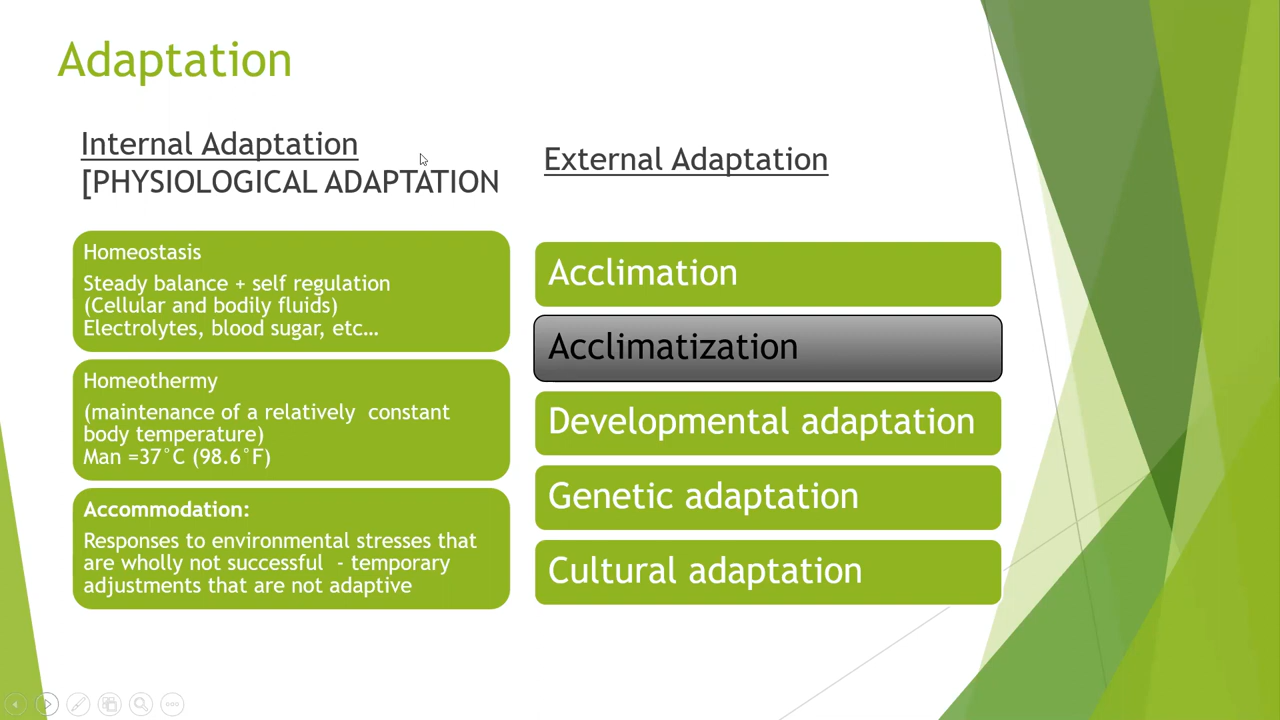 Adaptation
Internal Adaptation
[PHYSIOLOGICAL ADAPTATION
Homeostasis
Steady balance + self regulation
(Cellular and bodily fluids)
Electrolytes, blood sugar, etc…
Homeothermy
(maintenance of a relatively constant
body temperature)
Man =37°C (98.6°F)
Accommodation:
Responses to environmental stresses that
are wholly not successful - temporary
adjustments that are not adaptive
External Adaptation
Acclimation
Acclimatization
Developmental adaptation
Genetic adaptation
Cultural adaptation